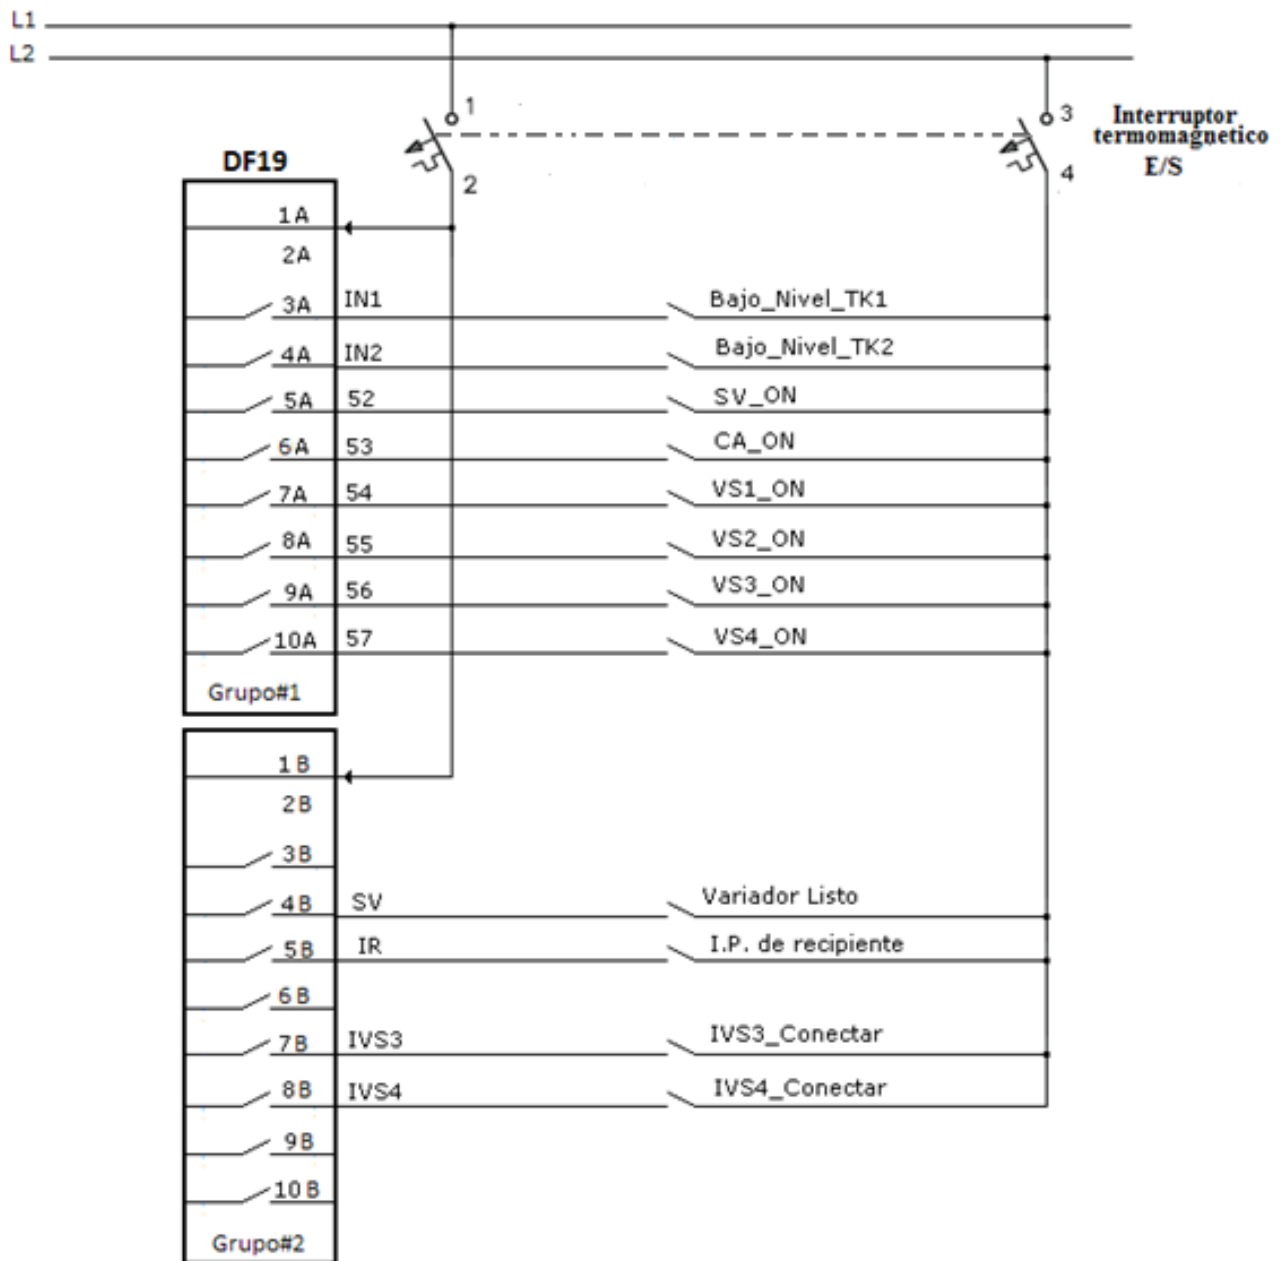 L1
L2
1
3
Interruptor
termomagnetico
E/S
2
4
DF19
1A
2A
3A IN1 Bajo_Nivel_TK1
4A IN2 Bajo_Nivel_TK2
5A 52 SV_ON
6A 53 CA_ON
7A 54 VS1_ON
8A 55 VS2_ON
9A 56 VS3_ON
10A 57 VS4_ON
Grupo#1
1B
2B
3B
4B SV Variador Listo
5B IR I.P. de recipiente
6B
7B IVS3 IVS3_Conectar
8B IVS4 IVS4_Conectar
9B
10B
Grupo#2